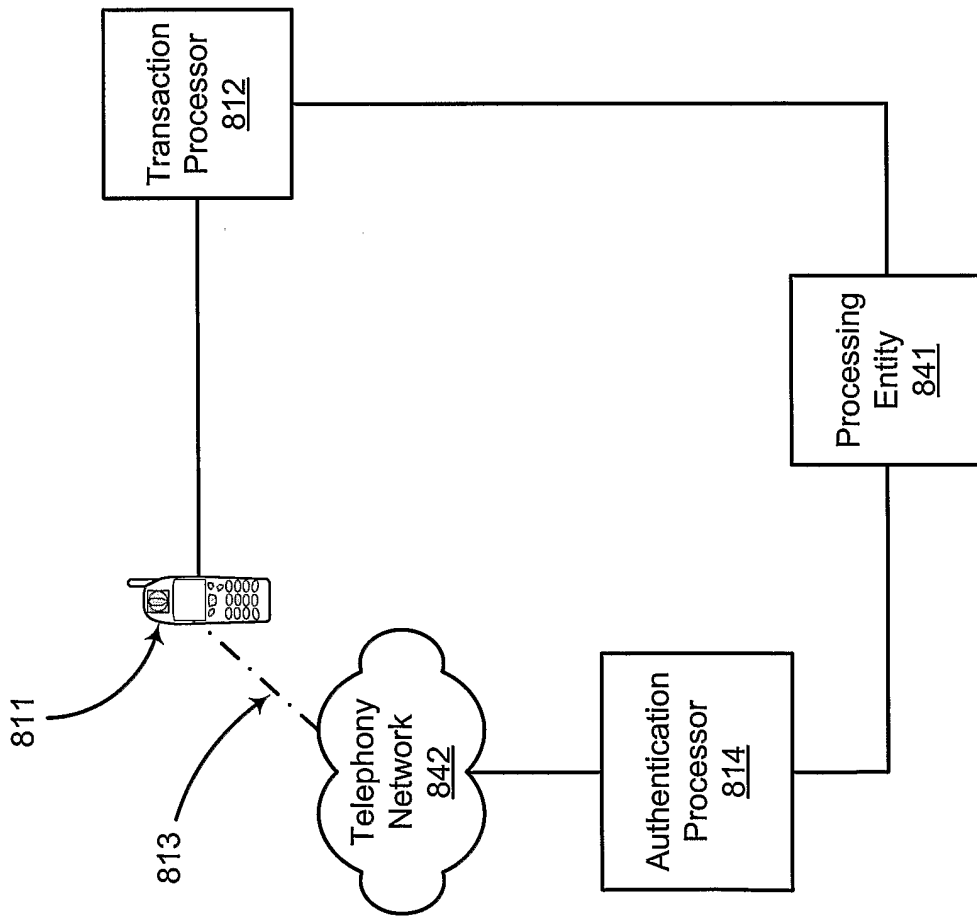 811
813
Telephony
Network
842
Authentication
Processor
814
Transaction
Processor
812
Processing
Entity
841